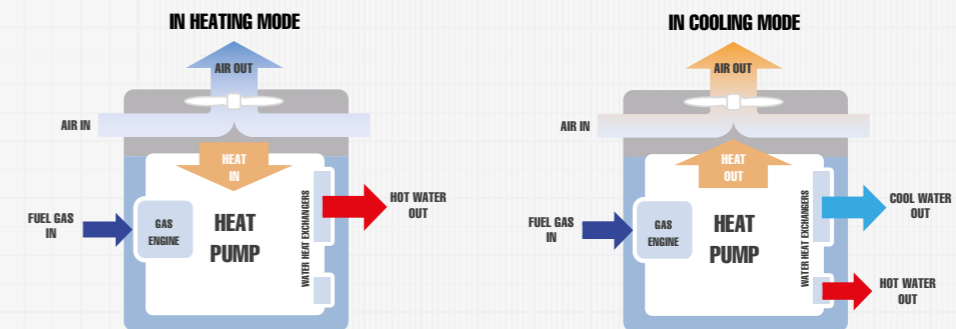 IN HEATING MODE
AIR OUT
AIR IN
HEAT
IN
FUEL GAS
IN
GAS
ENGINE
HEAT
PUMP
WATER HEAT EXCHANGERS
HOT WATER
OUT
IN COOLING MODE
AIR OUT
AIR IN
HEAT
OUT
FUEL GAS
IN
GAS
ENGINE
HEAT
PUMP
WATER HEAT EXCHANGERS
COOL WATER
OUT
HOT WATER
OUT